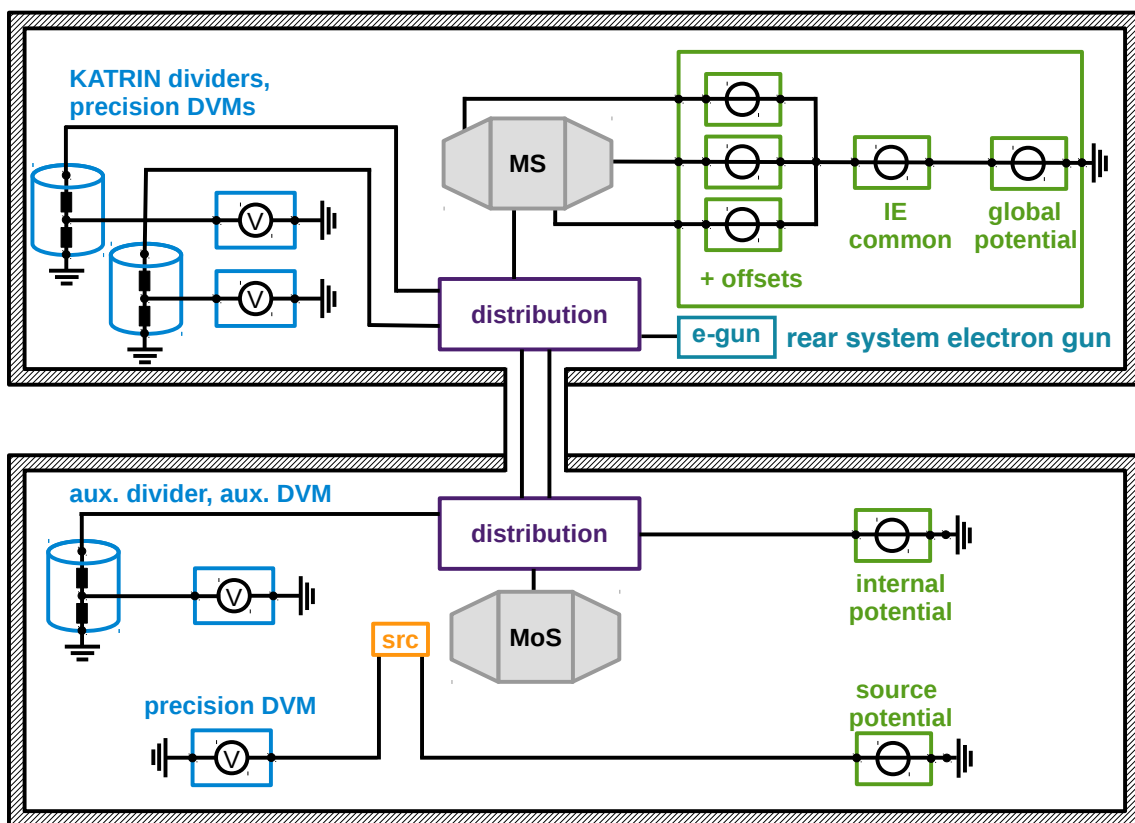 KATRIN dividers,
precision DVMs
MS
IE
common
global
potential
+ offsets
V
V
distribution
e-gun
rear system electron gun
aux. divider, aux. DVM
distribution
V
internal
potential
MoS
src
source
potential
precision DVM
V